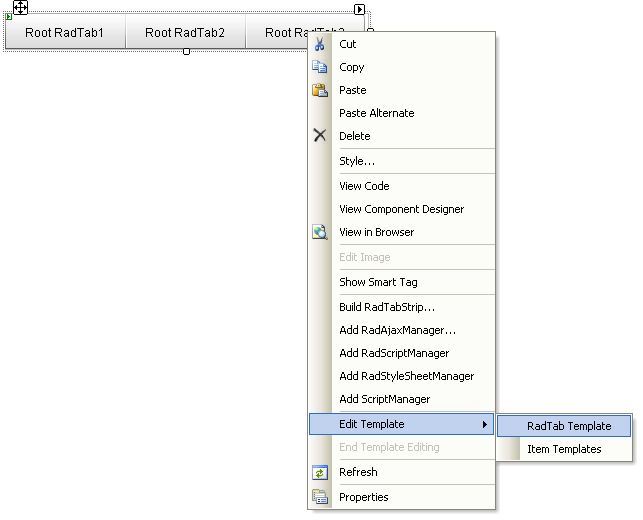 Root RadTab1
Root RadTab2
Root RadTab3
Cut
Copy
Paste
Paste Alternate
Delete
Style...
View Code
View Component Designer
View in Browser
Edit Image
Show Smart Tag
Build RadTabStrip...
Add RadAjaxManager...
Add RadScriptManager
Add RadStyleSheetManager
Add ScriptManager
Edit Template
RadTab Template
End Template Editing
Item Templates
Refresh
Properties